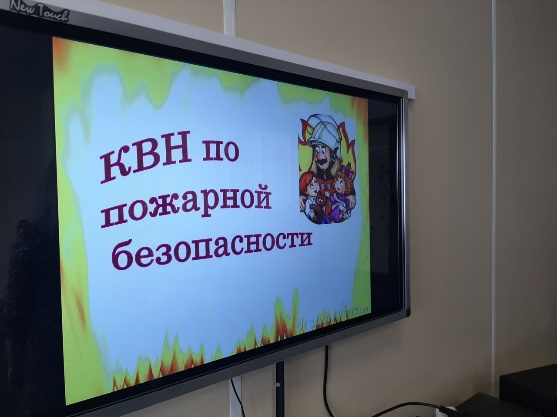 New Touch
КВН по
пожарной
безопасности